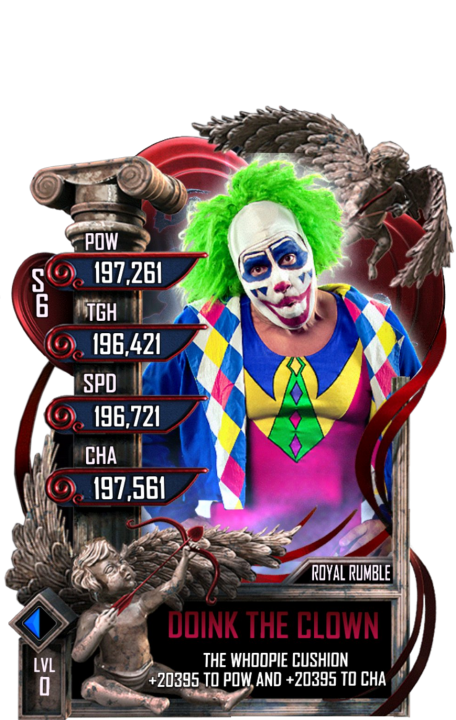 POW
197,261
S
6
TGH
196,421
SPD
196,721
CHA
197,561
ROYAL RUMBLE
DOINK THE CLOWN
THE WHOOPIE CUSHION
+20395 TO POW AND +20395 TO CHA
LVL
0